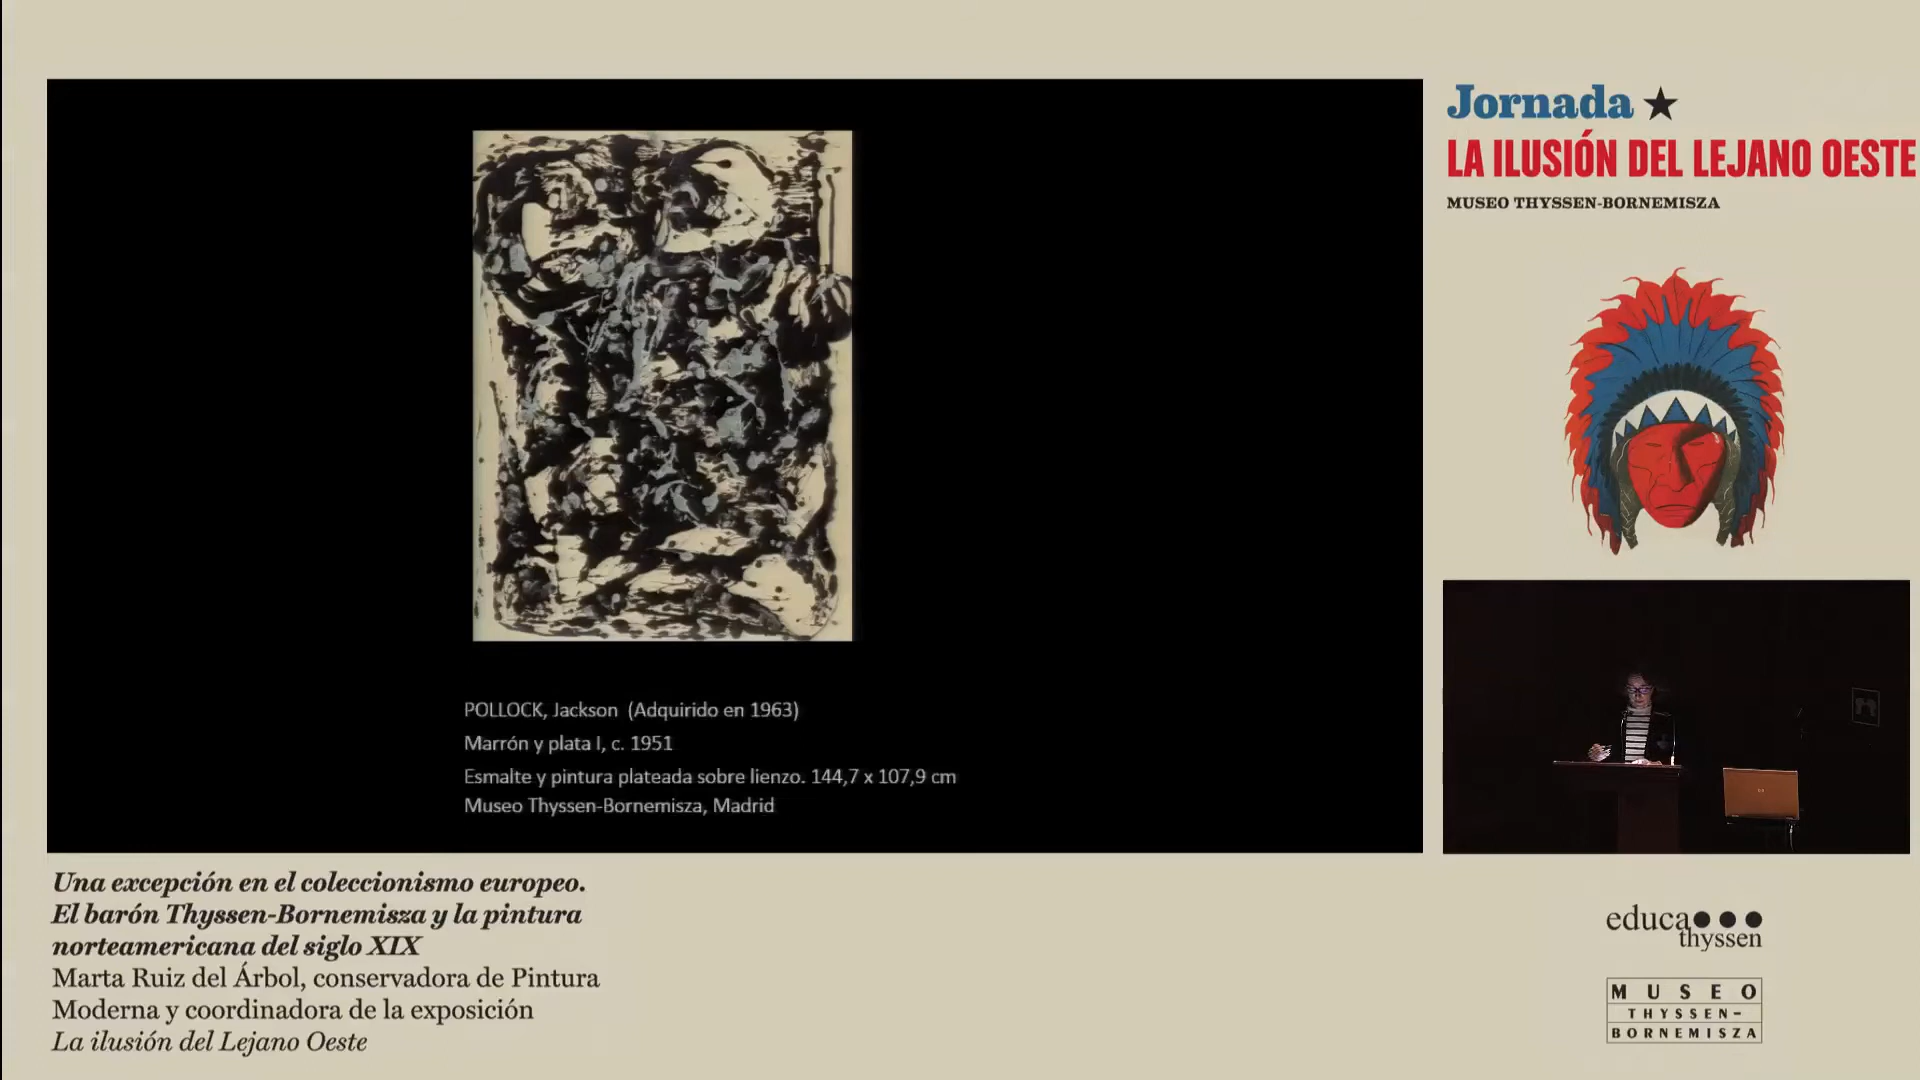 Jornada ★
LA ILUSIÓN DEL LEJANO OESTE
MUSEO THYSSEN-BORNEMISZA
POLLOCK, Jackson (Adquirido en 1963)
Marrón y plata I, c. 1951
Esmalte y pintura plateada sobre lienzo. 144,7 x 107,9 cm
Museo Thyssen-Bornemisza, Madrid
Una excepción en el coleccionismo europeo.
El barón Thyssen-Bornemisza y la pintura
norteamericana del siglo XIX
Marta Ruiz del Árbol, conservadora de Pintura
Moderna y coordinadora de la exposición
La ilusión del Lejano Oeste
educa
thyssen
MUSEO
THYSSEN-
BORNEMISZA